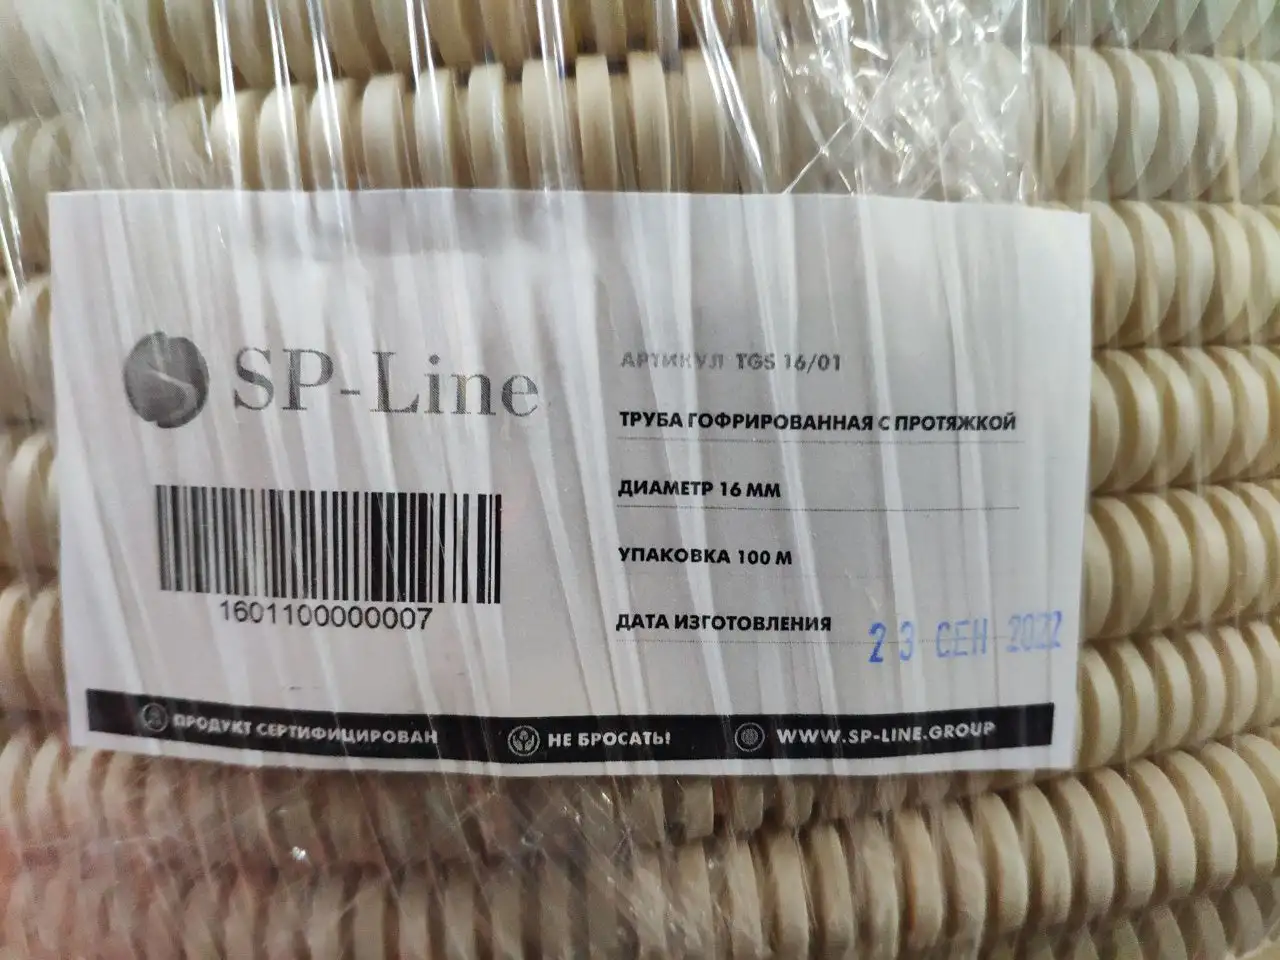 SP-Line
1601100000007
АРТИКУЛ TGS 16/01
ТРУБА ГОФРИРОВАННАЯ С ПРОТЯЖКОЙ
ДИАМЕТР 16 ММ
УПАКОВКА 100 М
ДАТА ИЗГОТОВЛЕНИЯ 23 СЕН 2022
ПРОДУКТ СЕРТИФИЦИРОВАН НЕ БРОСАТЬ! WWW.SP-LINE.GROUP